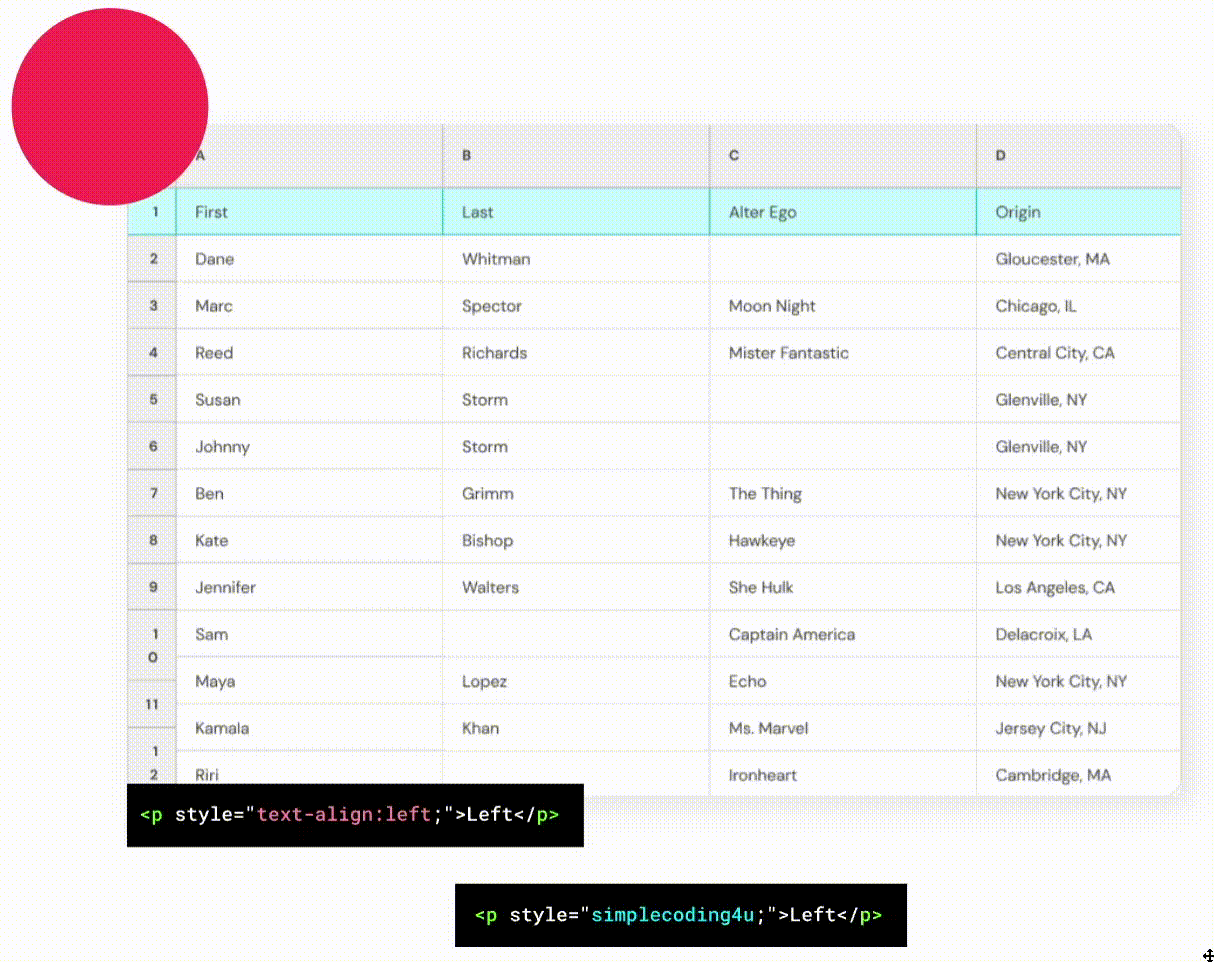 A B C D
1 First Last Alter Ego Origin
2 Dane Whitman Gloucester, MA
3 Marc Spector Moon Night Chicago, IL
4 Reed Richards Mister Fantastic Central City, CA
5 Susan Storm Glenville, NY
6 Johnny Storm Glenville, NY
7 Ben Grimm The Thing New York City, NY
8 Kate Bishop Hawkeye New York City, NY
9 Jennifer Walters She Hulk Los Angeles, CA
1 Sam Captain America Delacroix, LA
0
Maya Lopez Echo New York City, NY
11
Kamala Khan Ms. Marvel Jersey City, NJ
1
2 Riri Ironheart Cambridge, MA
<p style="text-align:left;">Left</p>
<p style="simplecoding4u;">Left</p>